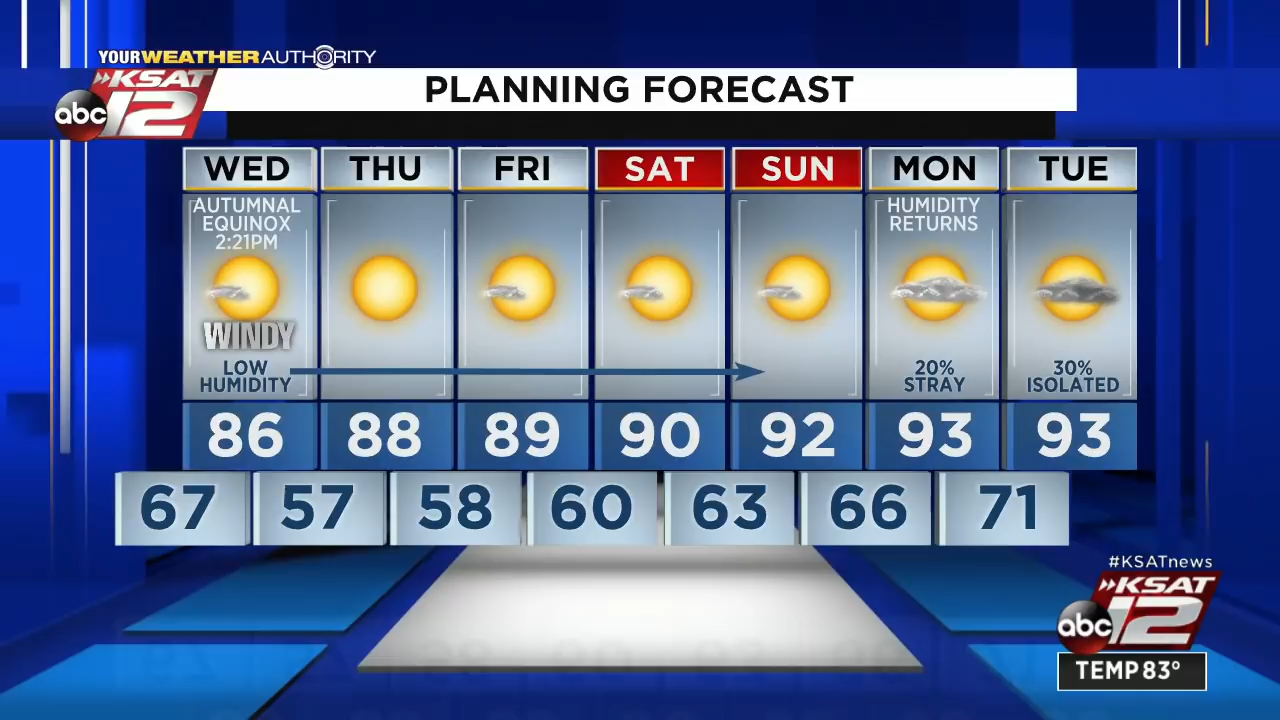 YOURWEATHERAUTHORITY
KSAT
abc 12
PLANNING FORECAST
WED THU FRI SAT SUN MON TUE
AUTUMNAL
EQUINOX
2:21PM
HUMIDITY
RETURNS
WINDY
LOW
HUMIDITY
20%
STRAY
30%
ISOLATED
86 88 89 90 92 93 93
67 57 58 60 63 66 71
#KSATnews
KSAT
abc 12
TEMP 83°